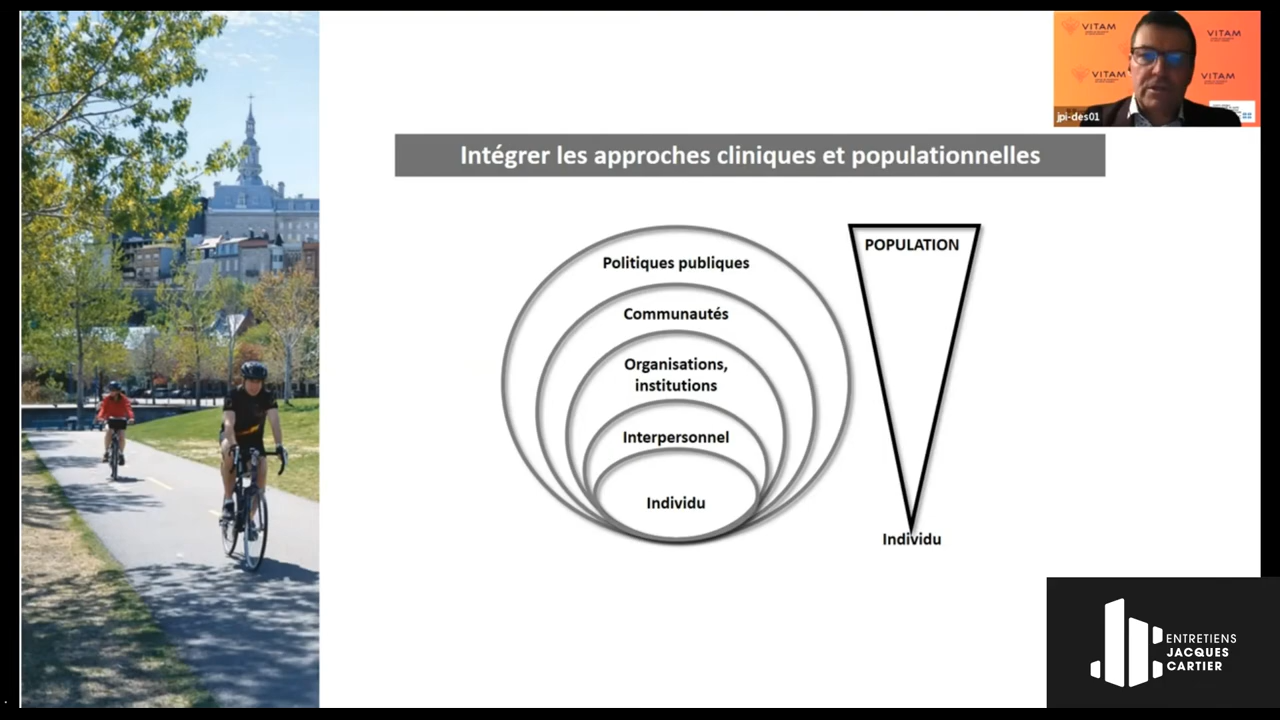 VITAM
VITAM
VITAM
VITAM
jpi-des01
Intégrer les approches cliniques et populationnelles
Politiques publiques
Communautés
Organisations,
institutions
Interpersonnel
Individu
POPULATION
Individu
ENTRETIENS
JACQUES
CARTIER